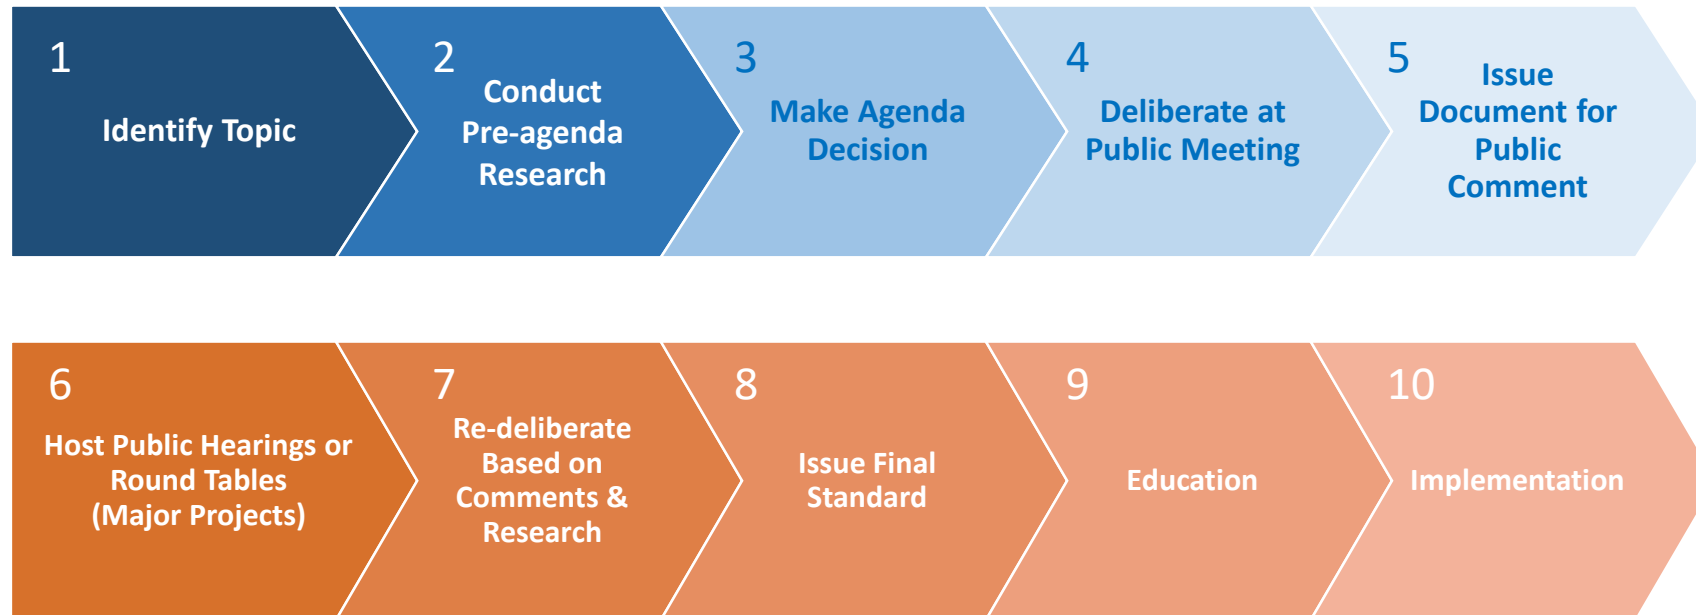 1
Identify Topic
2
Conduct
Pre-agenda
Research
3
Make Agenda
Decision
4
Deliberate at
Public Meeting
5
Issue
Document for
Public
Comment
6
Host Public Hearings or
Round Tables
(Major Projects)
7
Re-deliberate
Based on
Comments &
Research
8
Issue Final
Standard
9
Education
10
Implementation